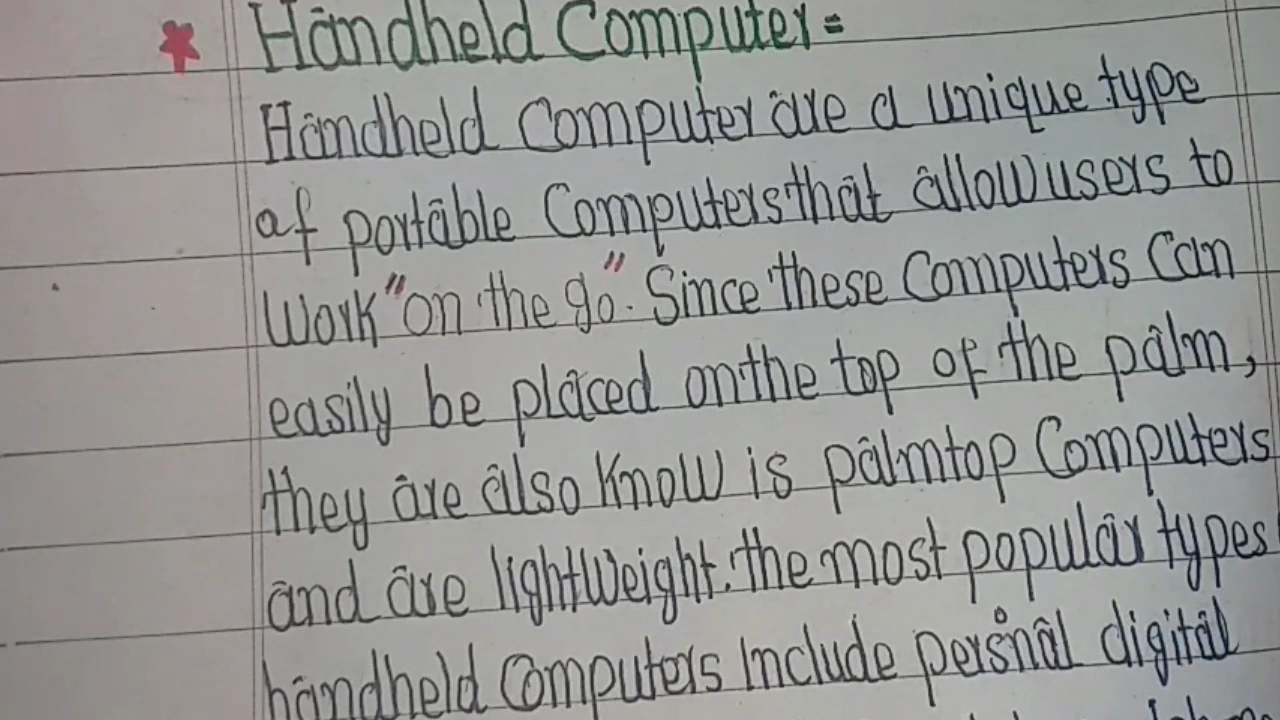 * Handheld Computer =
Handheld Computer are a unique type
af portable Computers that allow users to
Work "on the go". Since these Computers Can
easily be placed on the top of the palm,
they are also know is palmtop Computers
and are lightweight. the most popular types
handheld Computers Include persnal digital